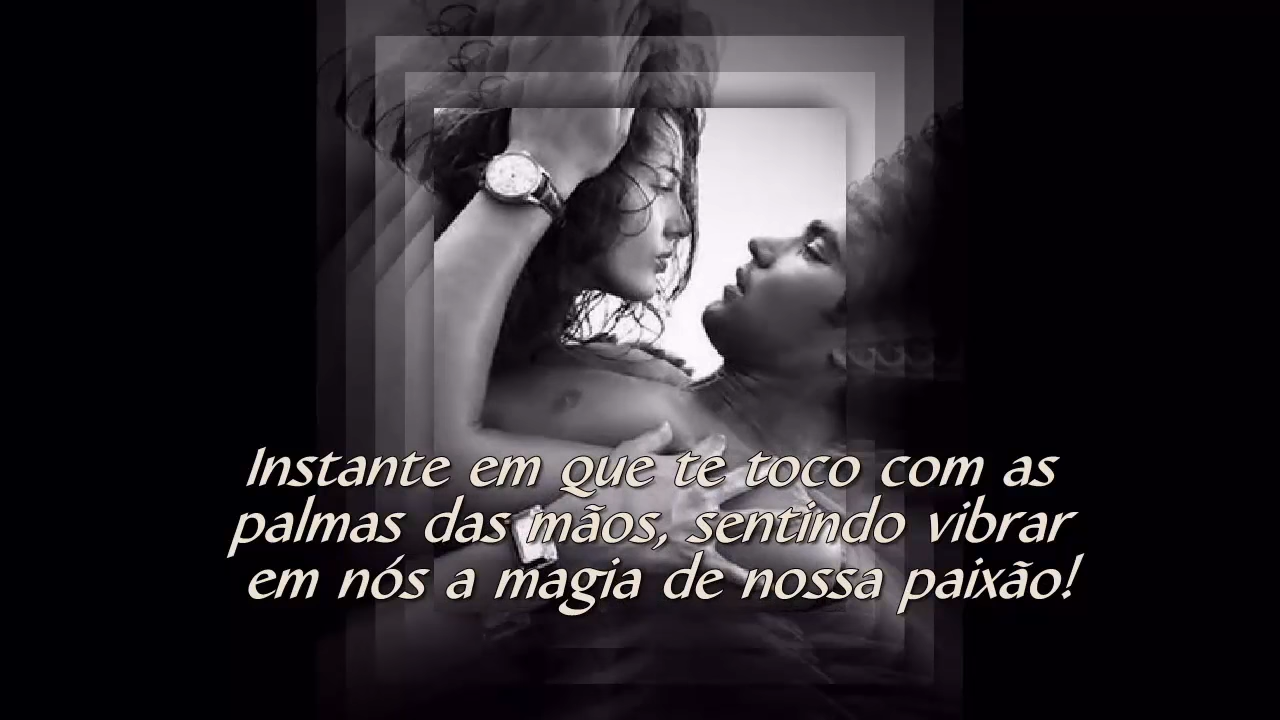 Instante em que te toco com as
palmas das mãos, sentindo vibrar
em nós a magia de nossa paixão!